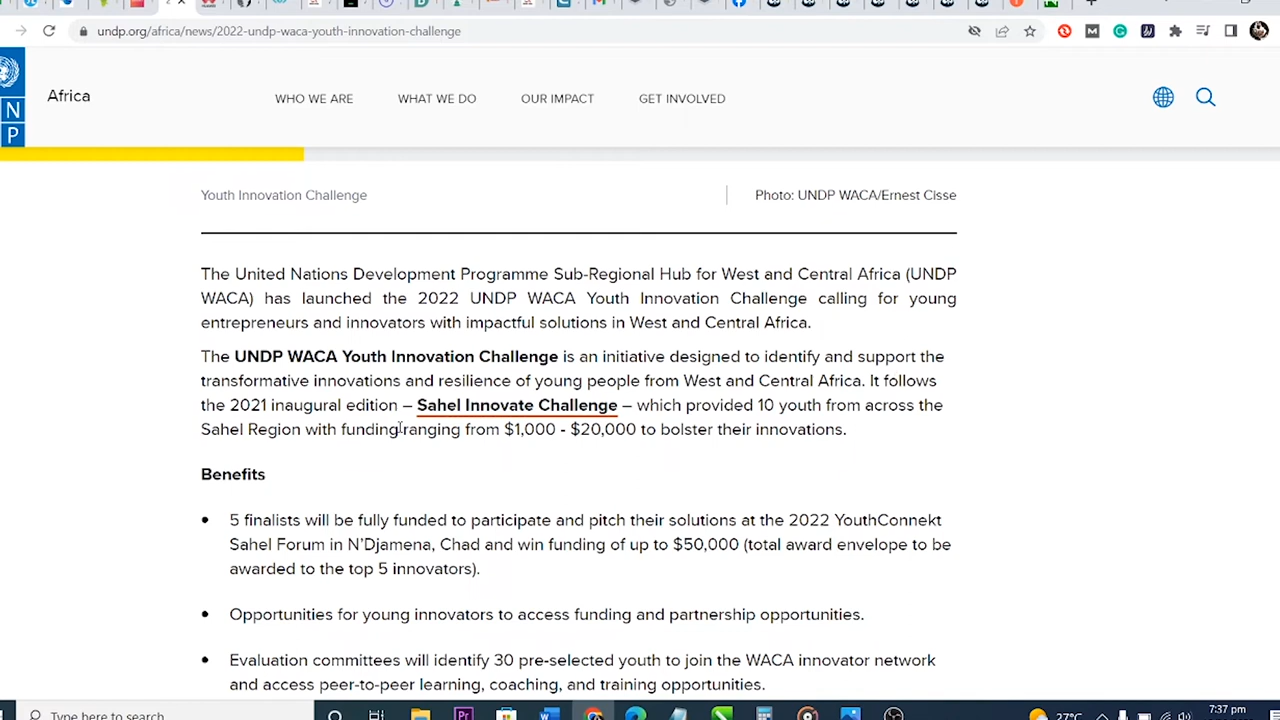 undp.org/africa/news/2022-undp-waca-youth-innovation-challenge
N
P
Africa
WHO WE ARE
WHAT WE DO
OUR IMPACT
GET INVOLVED
Youth Innovation Challenge
Photo: UNDP WACA/Ernest Cisse
The United Nations Development Programme Sub-Regional Hub for West and Central Africa (UNDP
WACA) has launched the 2022 UNDP WACA Youth Innovation Challenge calling for young
entrepreneurs and innovators with impactful solutions in West and Central Africa.
The UNDP WACA Youth Innovation Challenge is an initiative designed to identify and support the
transformative innovations and resilience of young people from West and Central Africa. It follows
the 2021 inaugural edition – Sahel Innovate Challenge – which provided 10 youth from across the
Sahel Region with funding ranging from $1,000 - $20,000 to bolster their innovations.
Benefits
• 5 finalists will be fully funded to participate and pitch their solutions at the 2022 YouthConnekt
Sahel Forum in N'Djamena, Chad and win funding of up to $50,000 (total award envelope to be
awarded to the top 5 innovators).
• Opportunities for young innovators to access funding and partnership opportunities.
• Evaluation committees will identify 30 pre-selected youth to join the WACA innovator network
and access peer-to-peer learning, coaching, and training opportunities.
Type here to search
Pr
27°C
7:37 pm